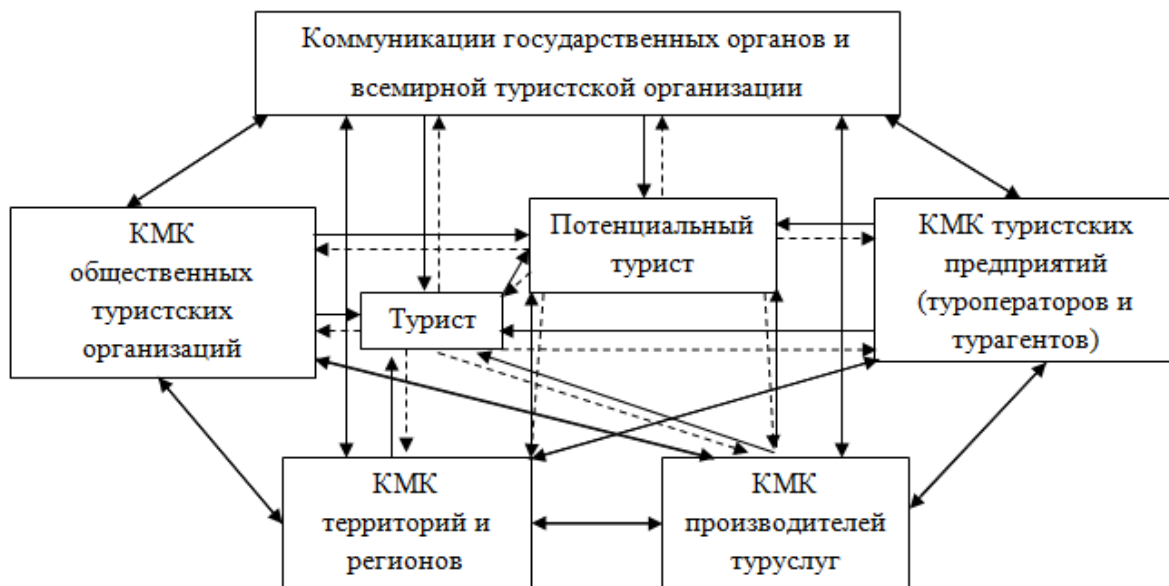 Коммуникации государственных органов и
всемирной туристской организации
КМК
общественных
туристских
организаций
Потенциальный
турист
КМК туристских
предприятий
(туроператоров и
турагентов)
Турист
КМК
территорий и
регионов
КМК
производителей
туруслуг